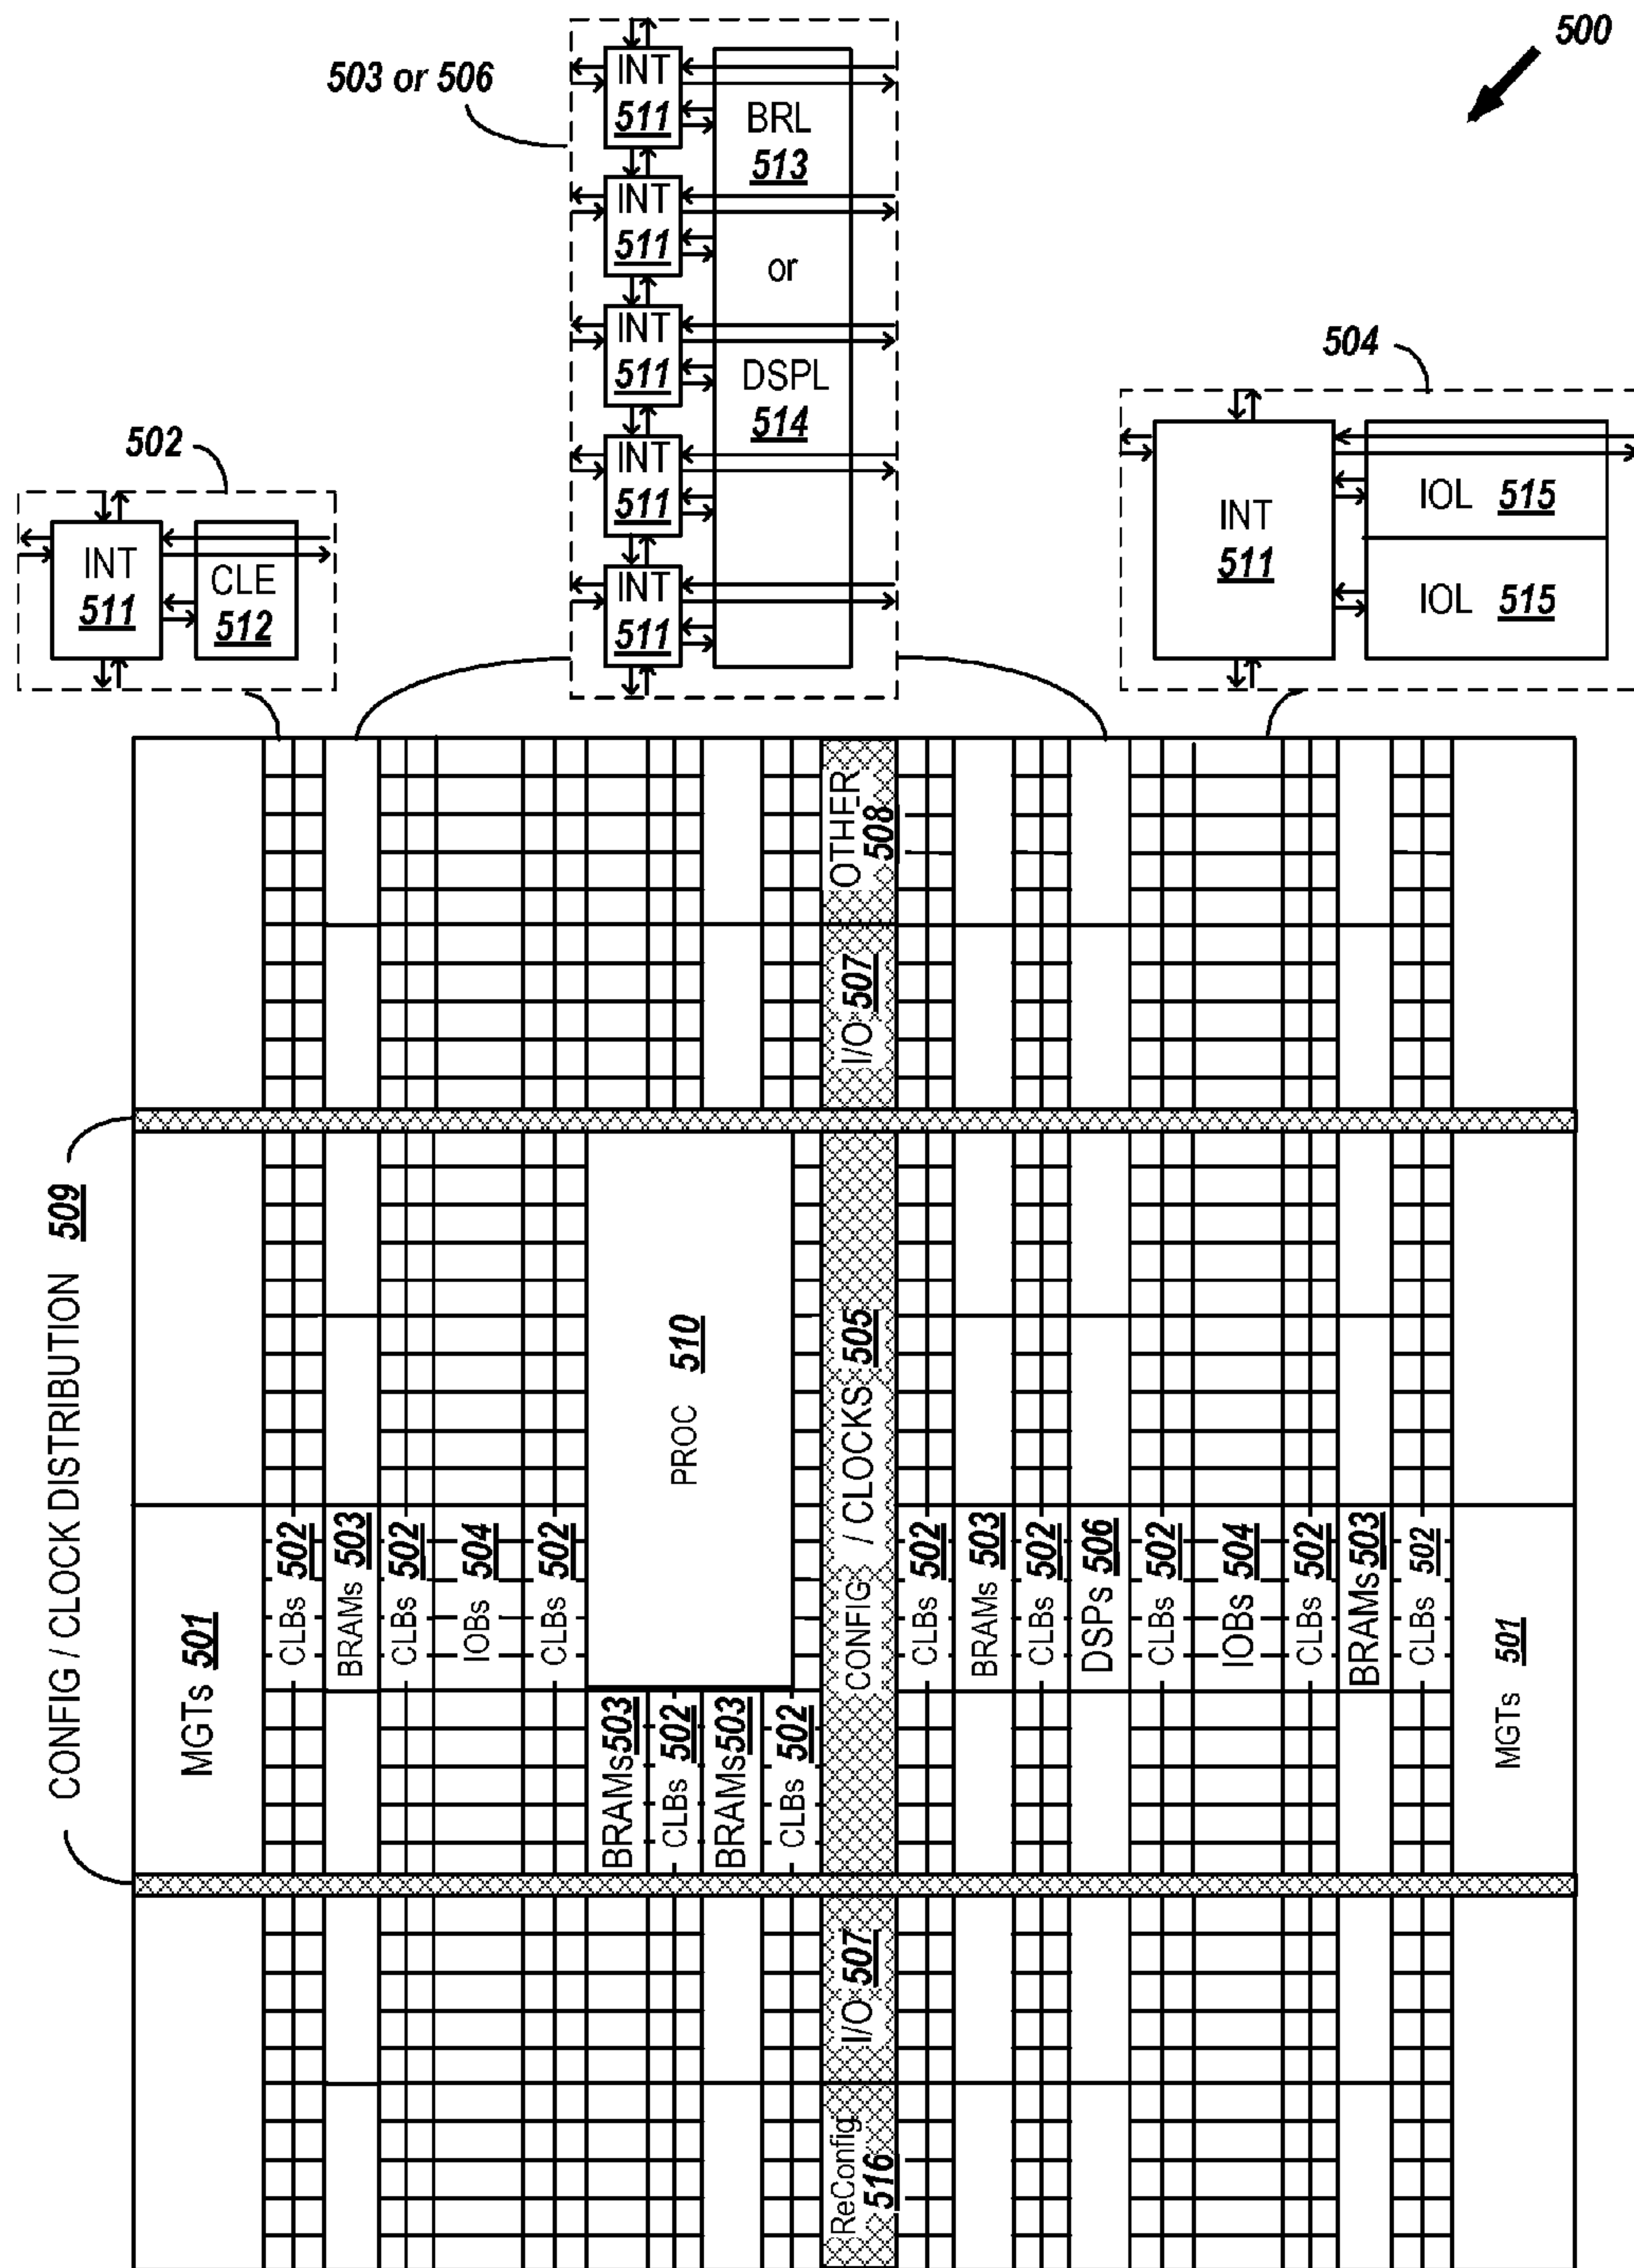 500
503 or 506
INT
511
INT
511
INT
511
INT
511
INT
511
BRL
513
or
DSPL
514
504
INT
511
IOL 515
IOL 515
502
INT
511
CLE
512
OTHER
508
I/O 507
CONFIG / CLOCK DISTRIBUTION 509
PROC 510
CONFIG / CLOCKS 505
MGTs 501
CLBs 502
BRAMs 503
CLBs 502
IOBs 504
CLBs 502
BRAMs 503
CLBs 502
BRAMs 503
CLBs 502
CLBs 502
BRAMs 503
CLBs 502
DSPs 506
CLBs 502
IOBs 504
CLBs 502
BRAMs 503
CLBs 502
MGTs 501
I/O 507
ReConfig
516